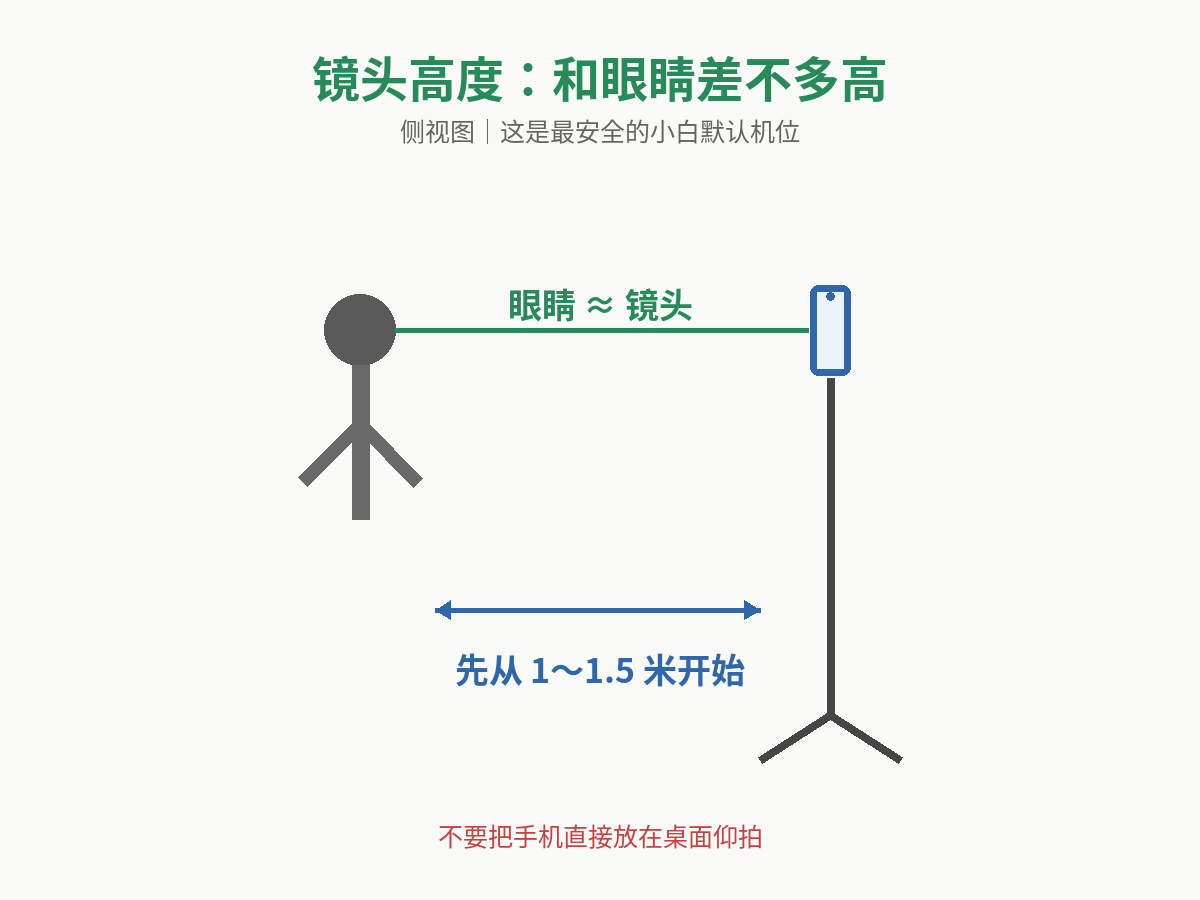 镜头高度：和眼睛差不多高
侧视图｜这是最安全的小白默认机位
眼睛 ≈ 镜头
先从 1～1.5 米开始
不要把手机直接放在桌面仰拍